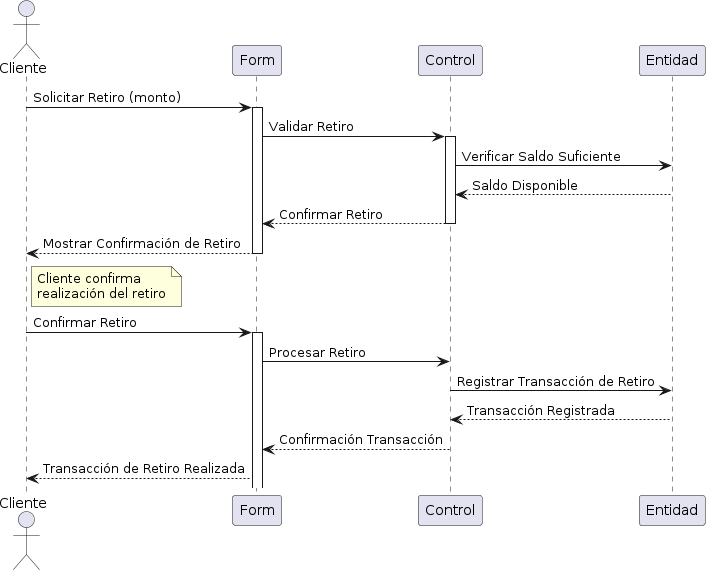 Cliente
Form
Control
Entidad
Solicitar Retiro (monto)
Validar Retiro
Verificar Saldo Suficiente
Saldo Disponible
Confirmar Retiro
Mostrar Confirmación de Retiro
Cliente confirma
realización del retiro
Confirmar Retiro
Procesar Retiro
Registrar Transacción de Retiro
Transacción Registrada
Confirmación Transacción
Transacción de Retiro Realizada
Cliente
Form
Control
Entidad